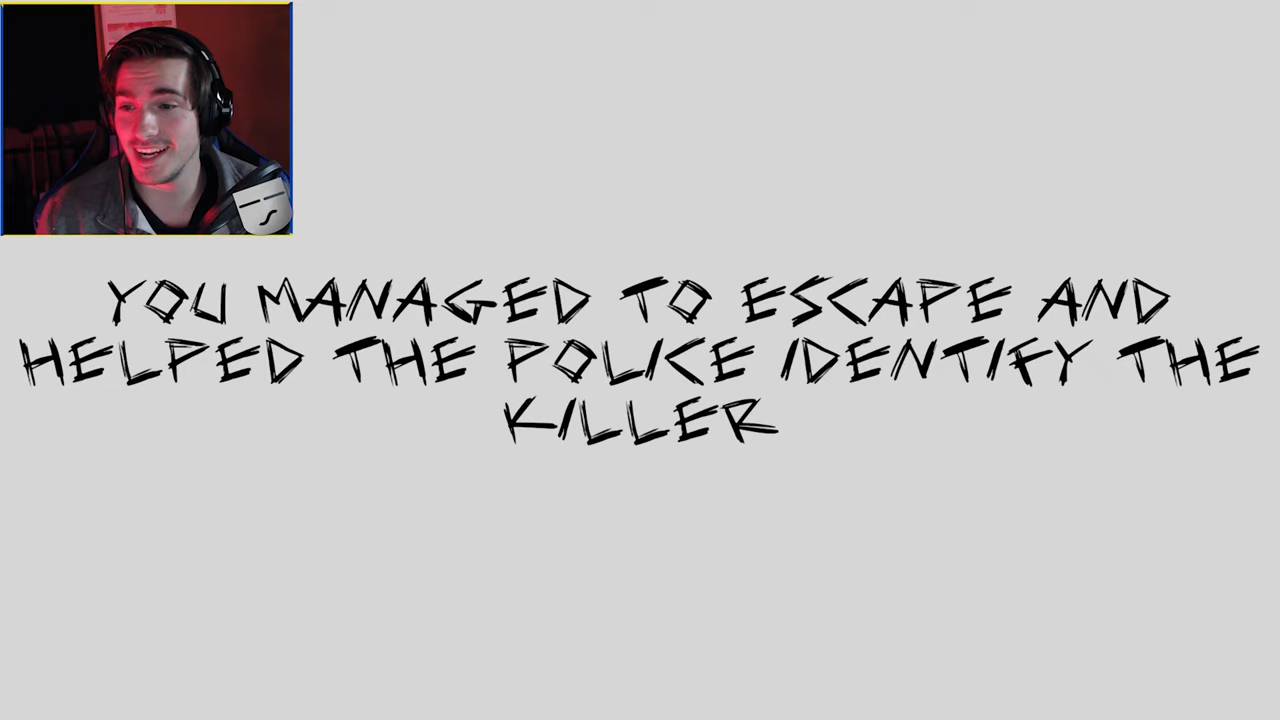 YOU MANAGED TO ESCAPE AND
HELPED THE POLICE IDENTIFY THE
KILLER